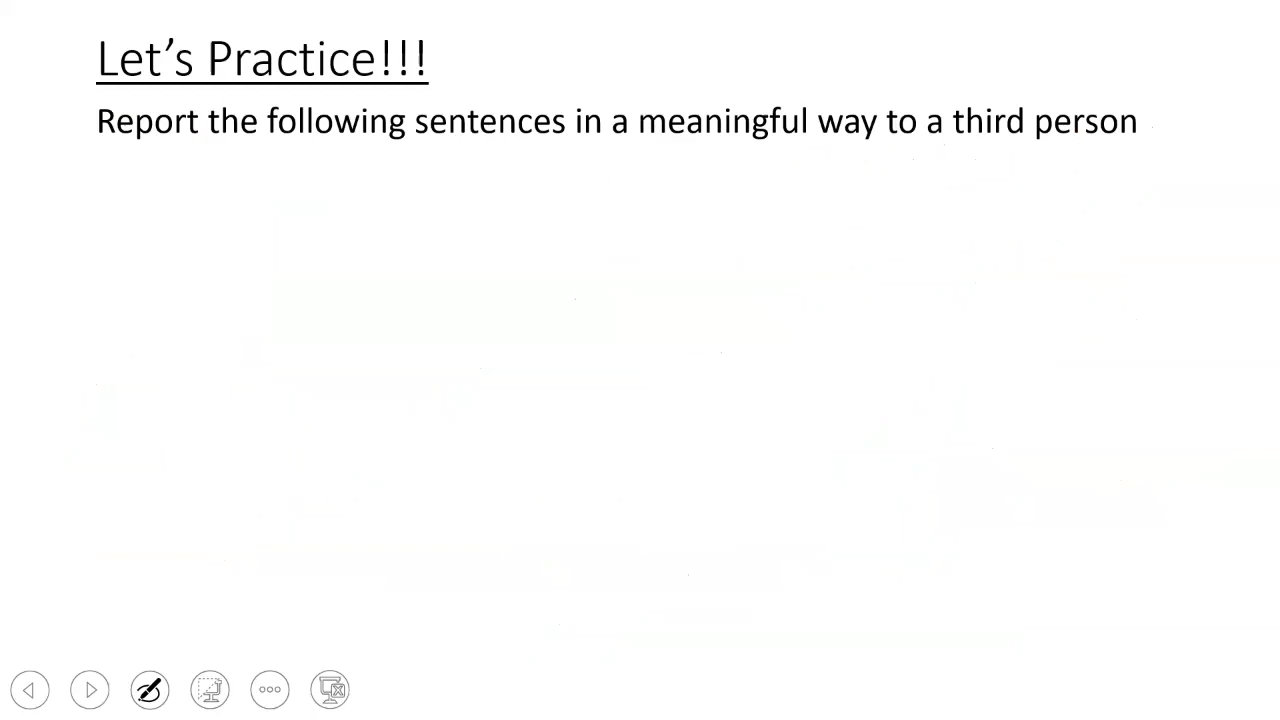 Let’s Practice!!!
Report the following sentences in a meaningful way to a third person